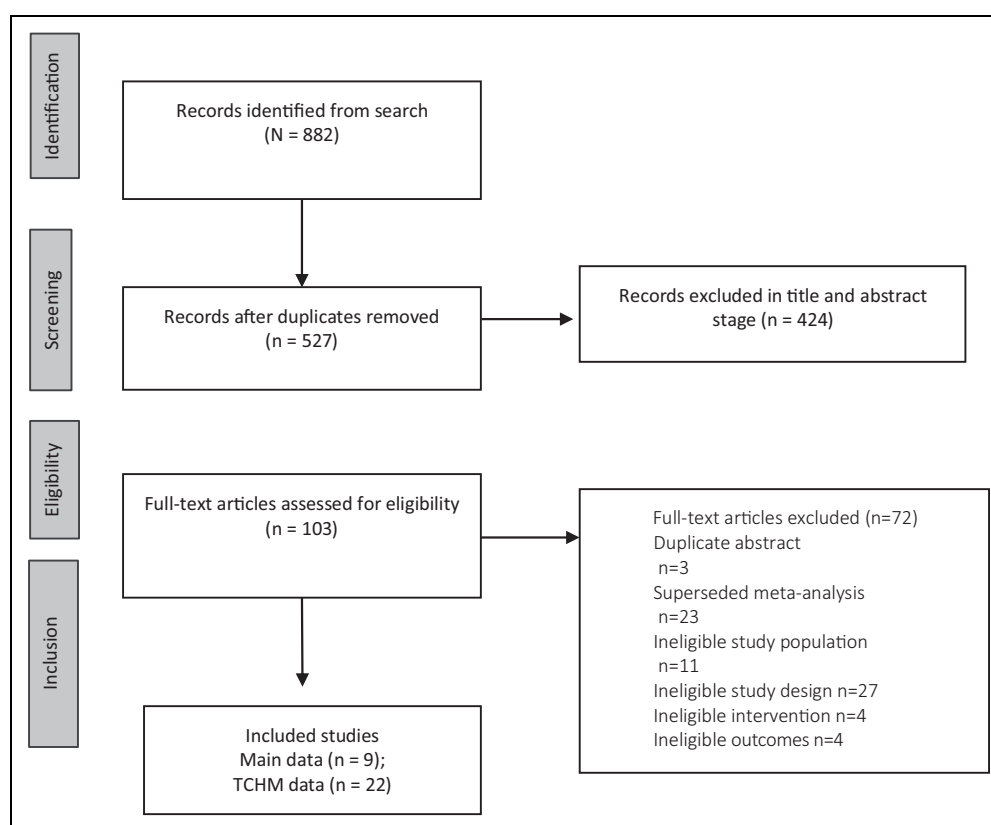 Identification
Records identified from search
(N = 882)
Screening
Records after duplicates removed
(n = 527)
Records excluded in title and abstract
stage (n = 424)
Eligibility
Full-text articles assessed for eligibility
(n = 103)
Full-text articles excluded (n=72)
Duplicate abstract
n=3
Superseded meta-analysis
n=23
Ineligible study population
n=11
Ineligible study design n=27
Ineligible intervention n=4
Ineligible outcomes n=4
Inclusion
Included studies
Main data (n = 9);
TCHM data (n = 22)